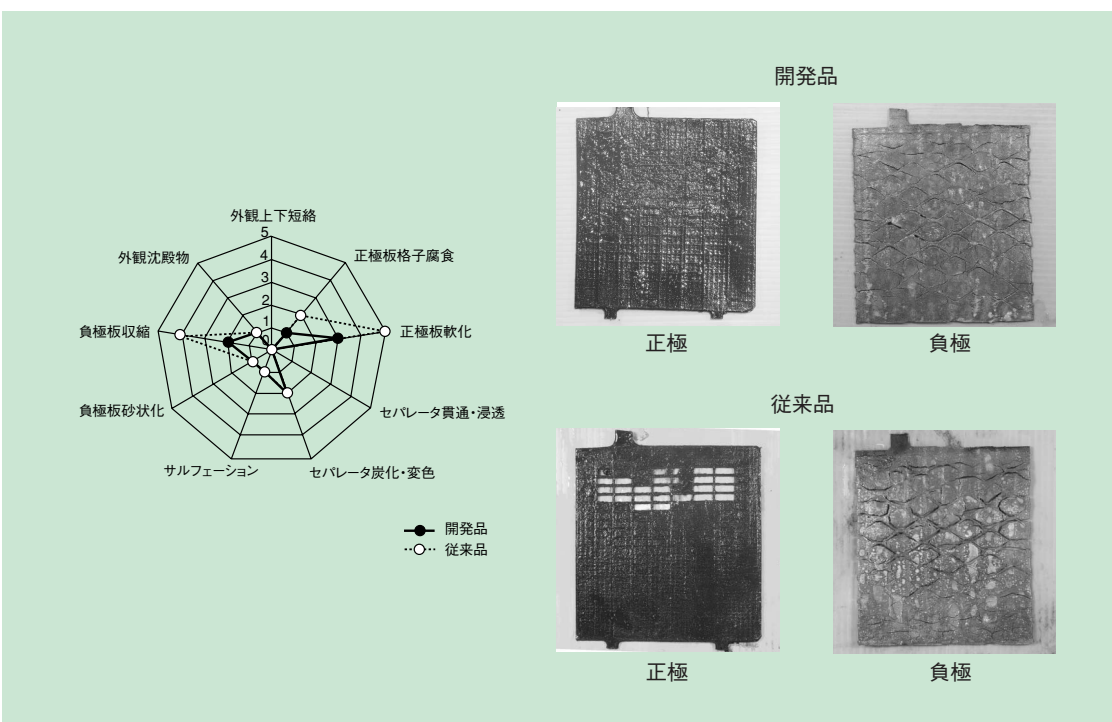 開発品
正極
負極
従来品
正極
負極
外観上下短絡
正極板格子腐食
正極板軟化
セパレータ貫通・浸透
セパレータ炭化・変色
サルフェーション
負極板砂状化
負極板収縮
外観沈殿物
5
4
3
2
1
0
開発品
従来品